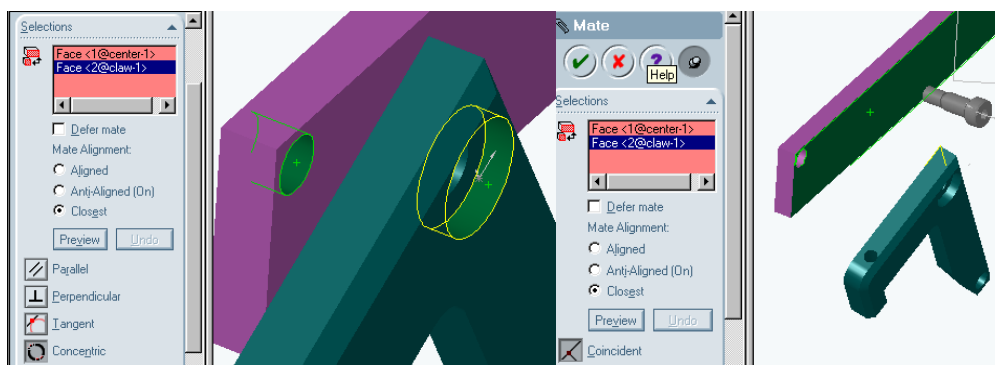 Selections
Face <1@center-1>
Face <2@claw-1>
Defer mate
Mate Alignment:
Aligned
Anti-Aligned (On)
Closest
Preview Undo
Parallel
Perpendicular
Tangent
Concentric
Mate
?
Help
Selections
Face <1@center-1>
Face <2@claw-1>
Defer mate
Mate Alignment:
Aligned
Anti-Aligned (On)
Closest
Preview Undo
Coincident